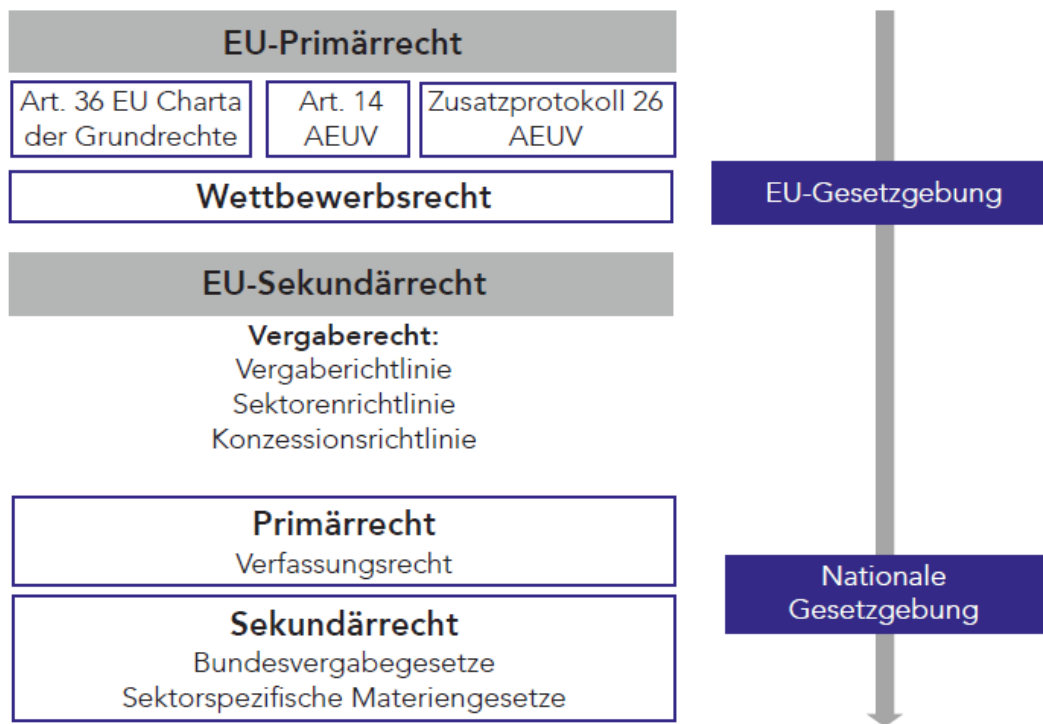 EU-Primärrecht
Art. 36 EU Charta
der Grundrechte
Art. 14
AEUV
Zusatzprotokoll 26
AEUV
Wettbewerbsrecht
EU-Gesetzgebung
EU-Sekundärrecht
Vergaberecht:
Vergaberichtlinie
Sektorenrichtlinie
Konzessionsrichtlinie
Primärrecht
Verfassungsrecht
Nationale
Gesetzgebung
Sekundärrecht
Bundesvergabegesetze
Sektorspezifische Materiengesetze